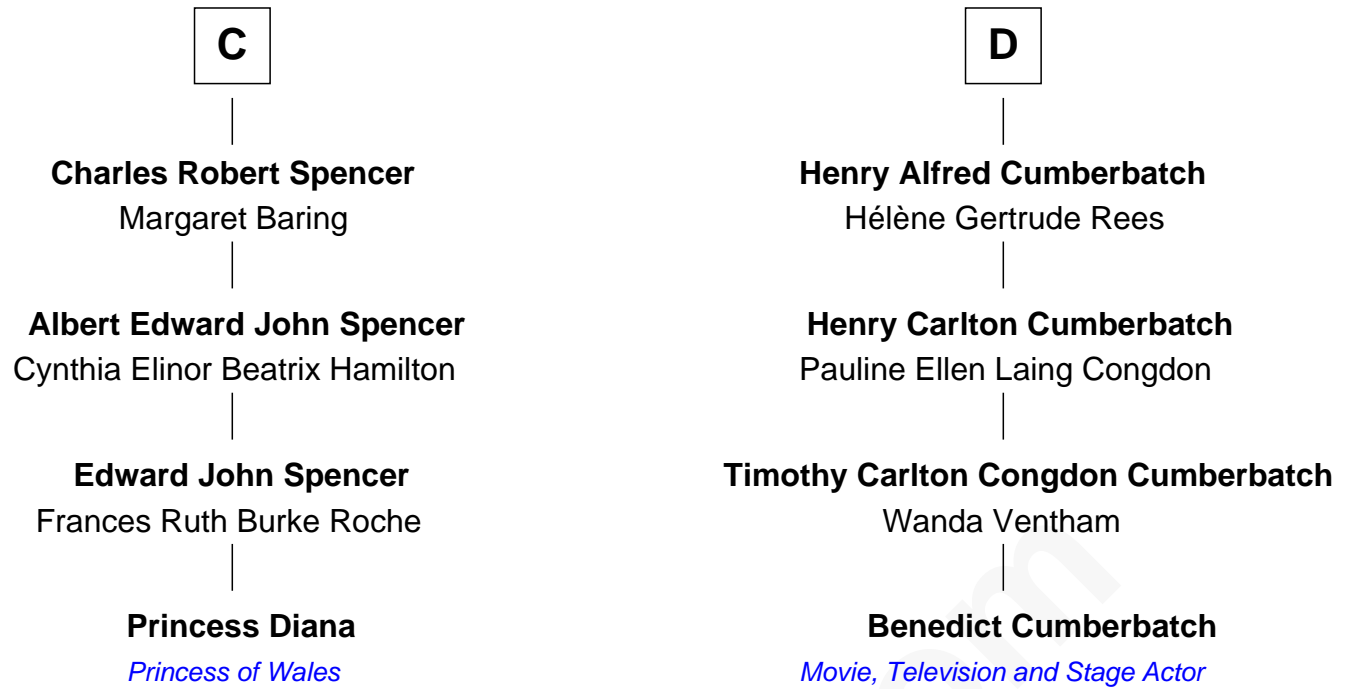 C
Charles Robert Spencer
Margaret Baring
Albert Edward John Spencer
Cynthia Elinor Beatrix Hamilton
Edward John Spencer
Frances Ruth Burke Roche
Princess Diana
Princess of Wales
D
Henry Alfred Cumberbatch
Hélène Gertrude Rees
Henry Carlton Cumberbatch
Pauline Ellen Laing Congdon
Timothy Carlton Congdon Cumberbatch
Wanda Ventham
Benedict Cumberbatch
Movie, Television and Stage Actor